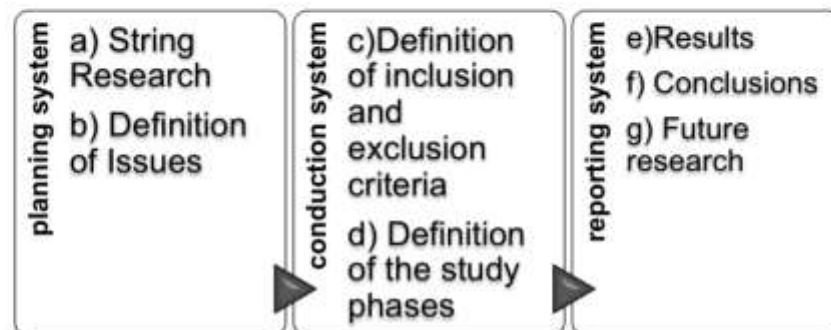 planning system
a) String
Research
b) Definition
of Issues
conduction system
c)Definition
of inclusion
and
exclusion
criteria
d) Definition
of the study
phases
reporting system
e)Results
f) Conclusions
g) Future
research